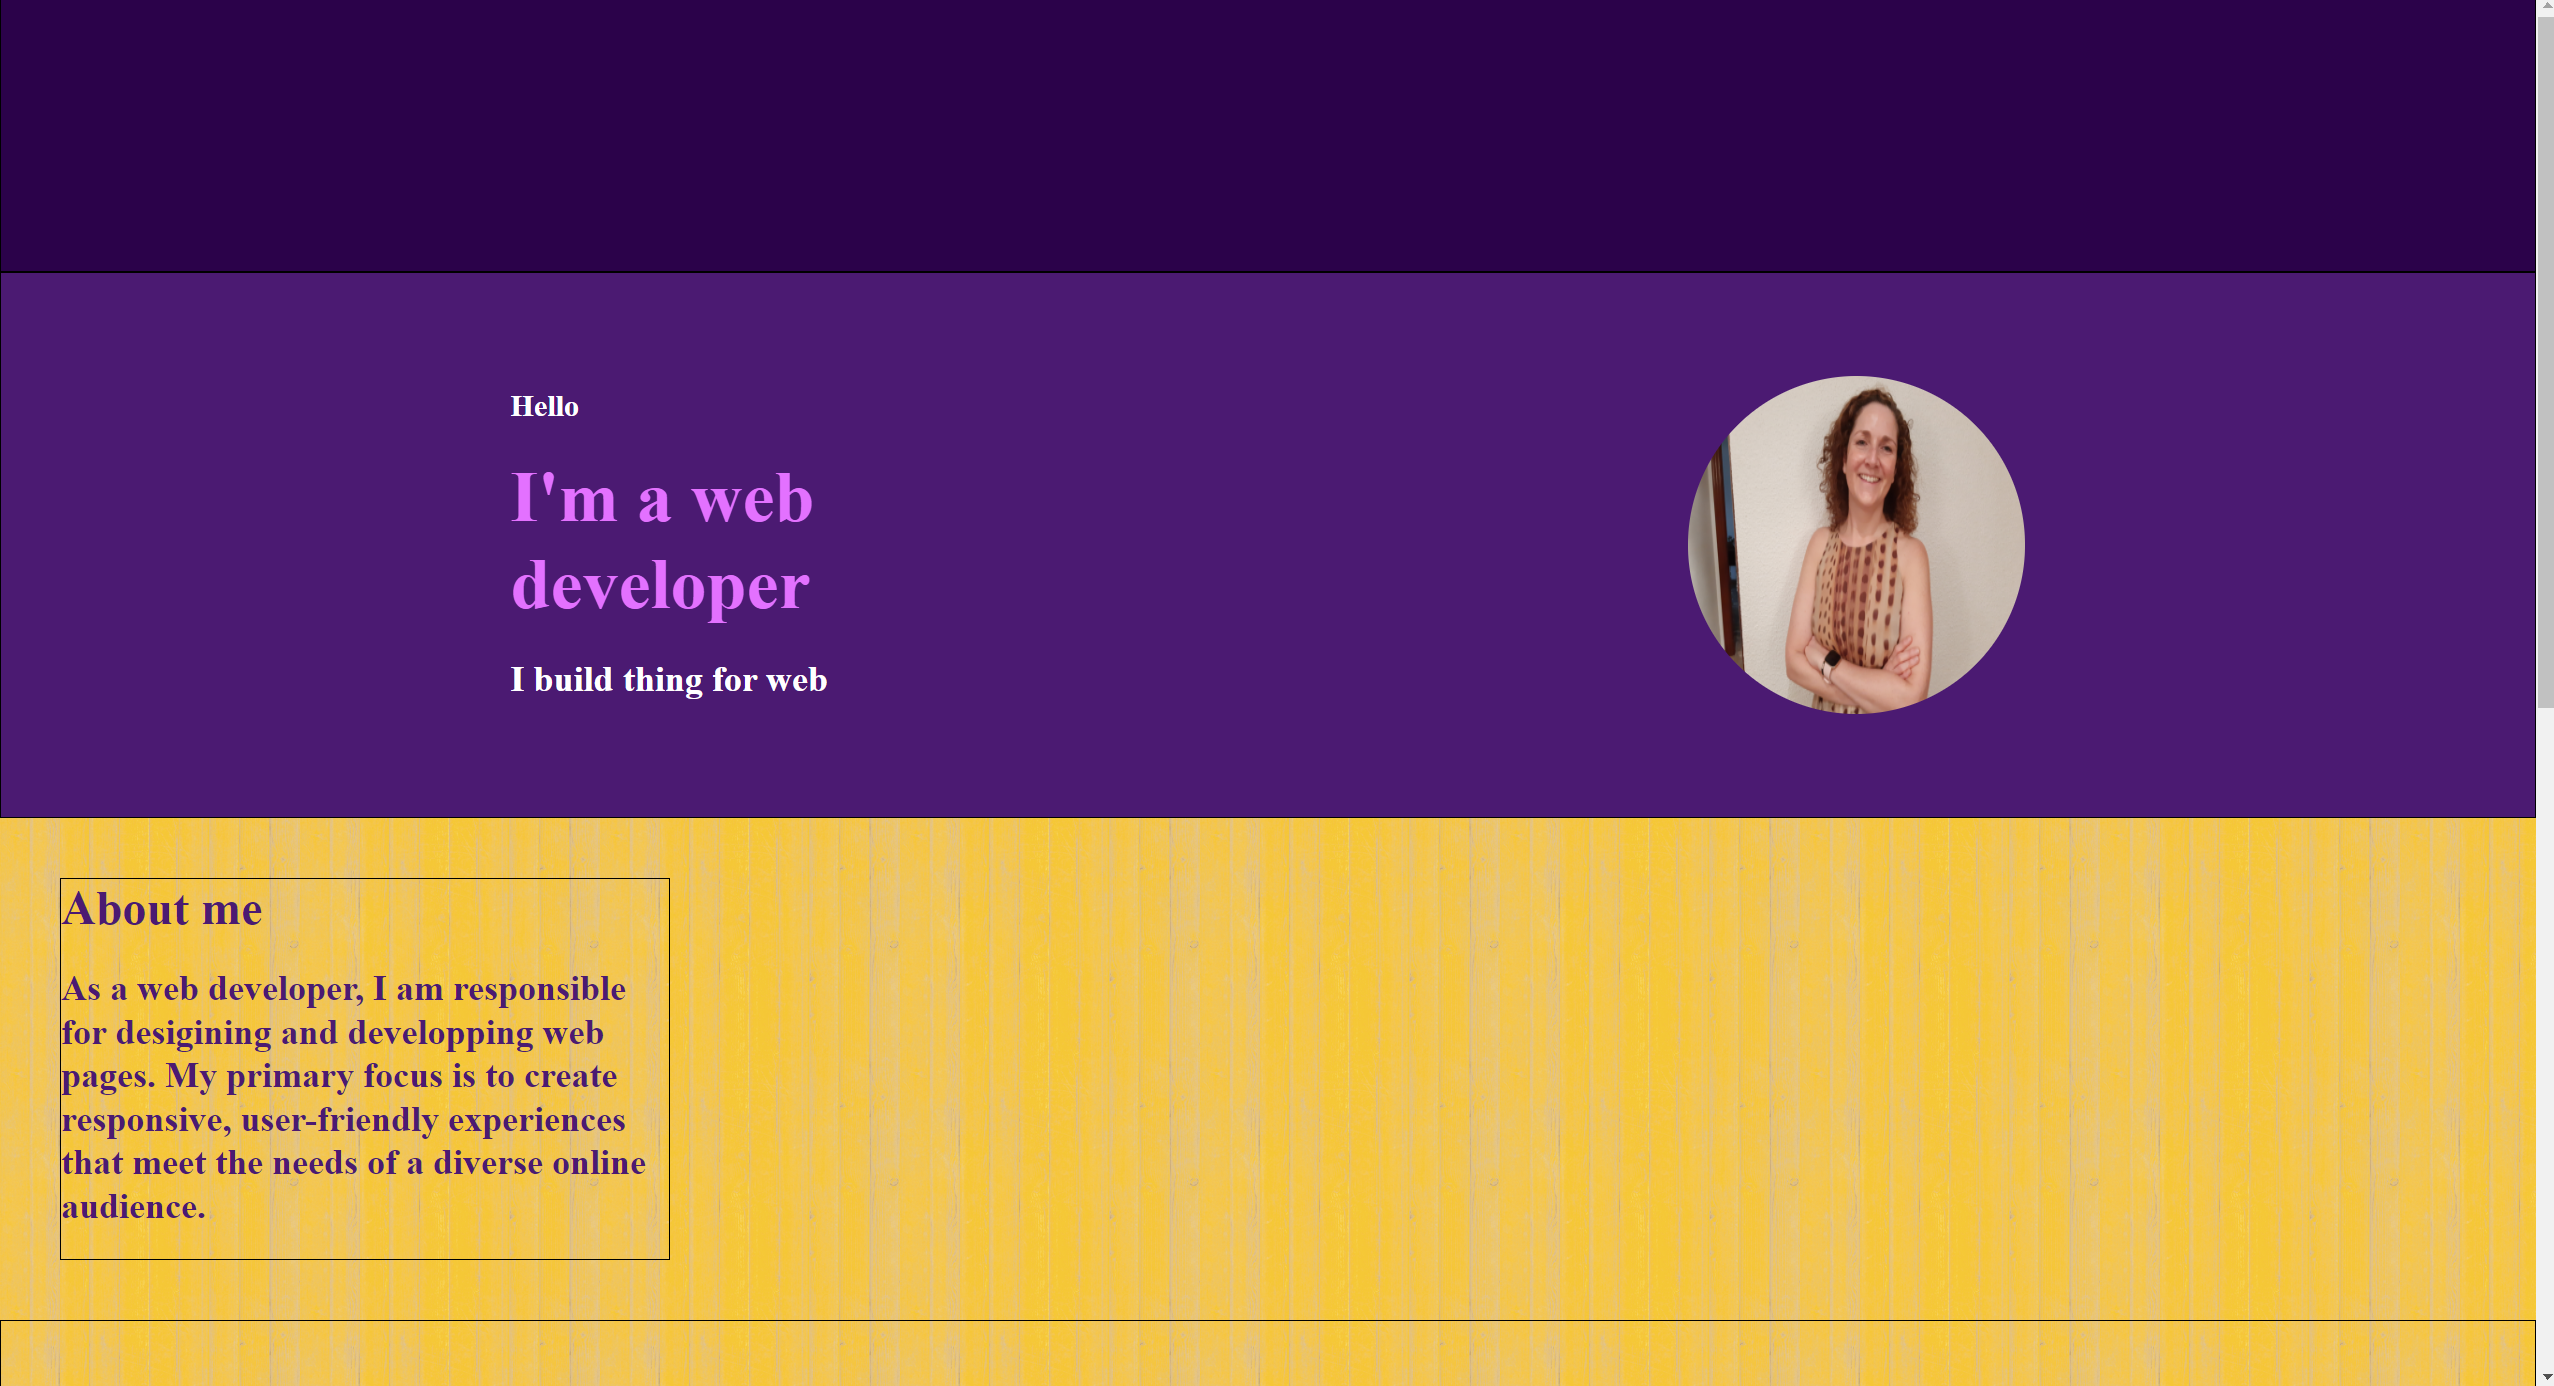 Hello
I'm a web
developer
I build thing for web
About me
As a web developer, I am responsible
for desigining and developping web
pages. My primary focus is to create
responsive, user-friendly experiences
that meet the needs of a diverse online
audience.